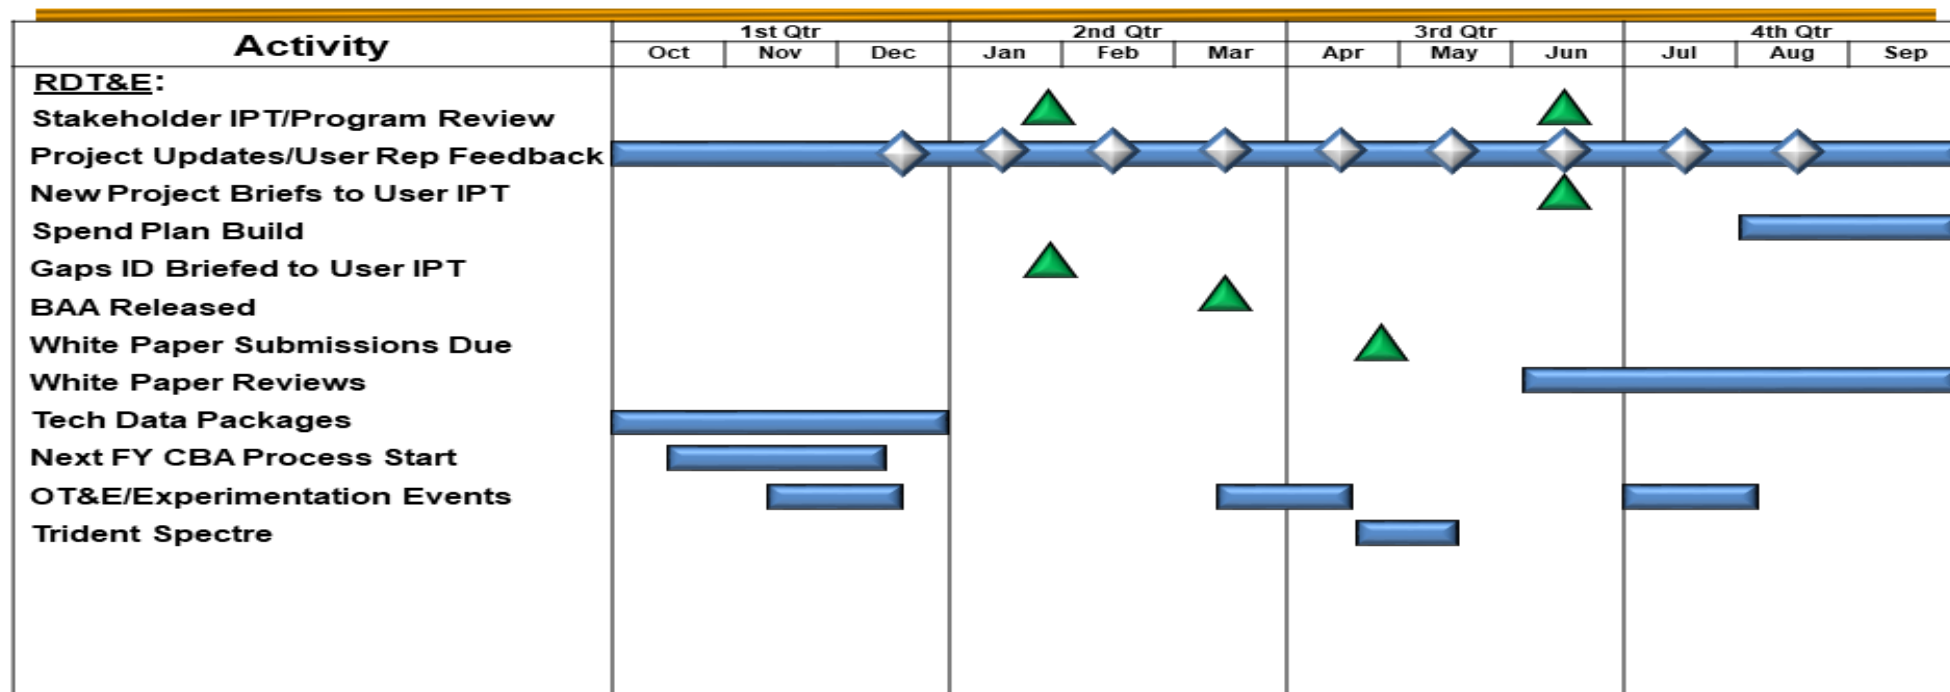 Activity
1st Qtr 2nd Qtr 3rd Qtr 4th Qtr
Oct Nov Dec Jan Feb Mar Apr May Jun Jul Aug Sep
RDT&E:
Stakeholder IPT/Program Review
Project Updates/User Rep Feedback
New Project Briefs to User IPT
Spend Plan Build
Gaps ID Briefed to User IPT
BAA Released
White Paper Submissions Due
White Paper Reviews
Tech Data Packages
Next FY CBA Process Start
OT&E/Experimentation Events
Trident Spectre